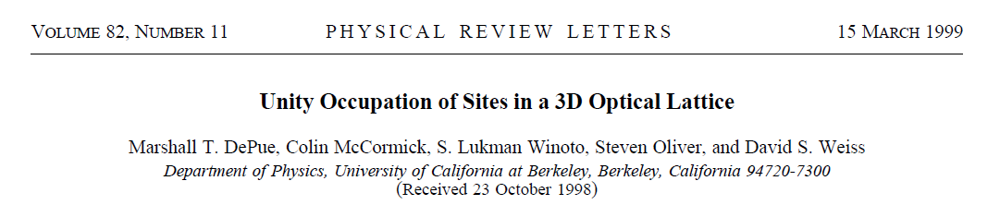 VOLUME 82, NUMBER 11 PHYSICAL REVIEW LETTERS 15 MARCH 1999
Unity Occupation of Sites in a 3D Optical Lattice
Marshall T. DePue, Colin McCormick, S. Lukman Winoto, Steven Oliver, and David S. Weiss
Department of Physics, University of California at Berkeley, Berkeley, California 94720-7300
(Received 23 October 1998)